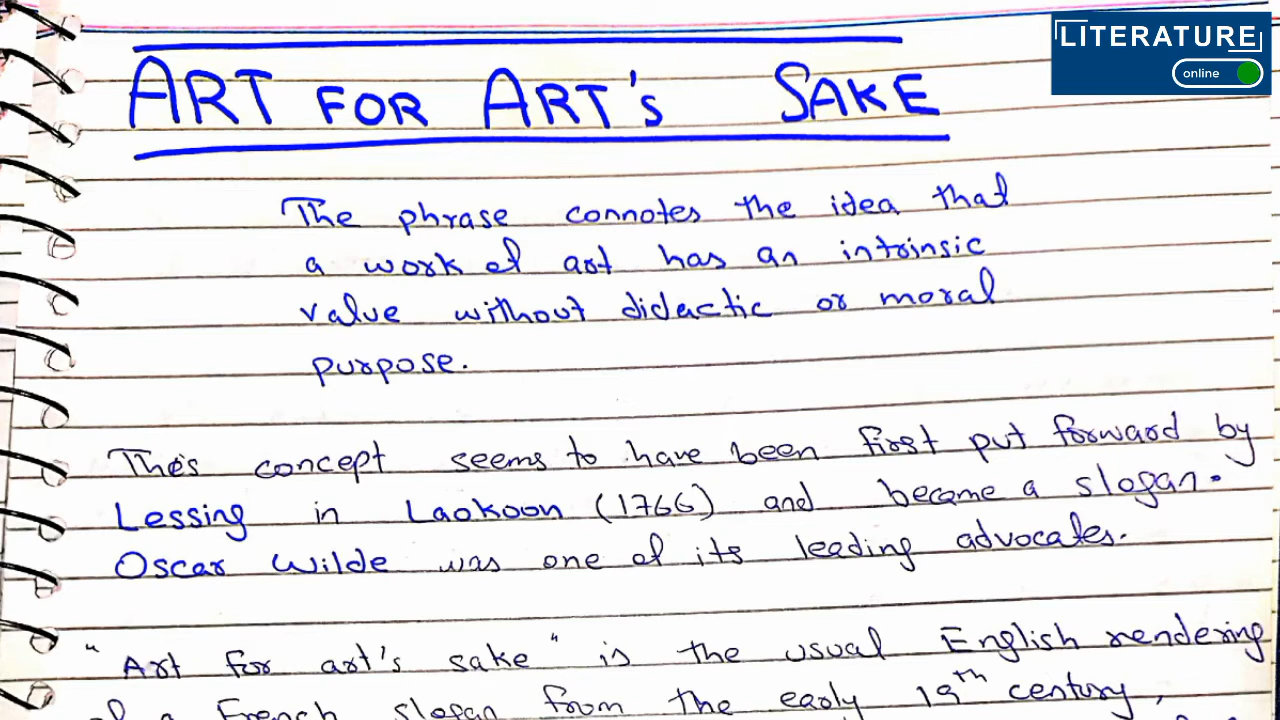 LITERATURE
online
ART FOR ART's SAKE
The phrase connotes the idea that
a work of art has an intrinsic
value without didactic or moral
purpose.
This concept seems to have been first put forward by
Lessing in Laokoon (1766) and became a slogan.
Oscar Wilde was one of its leading advocates.
"Art for art's sake" is the usual English rendering
of a French slogan from the early 19th century,